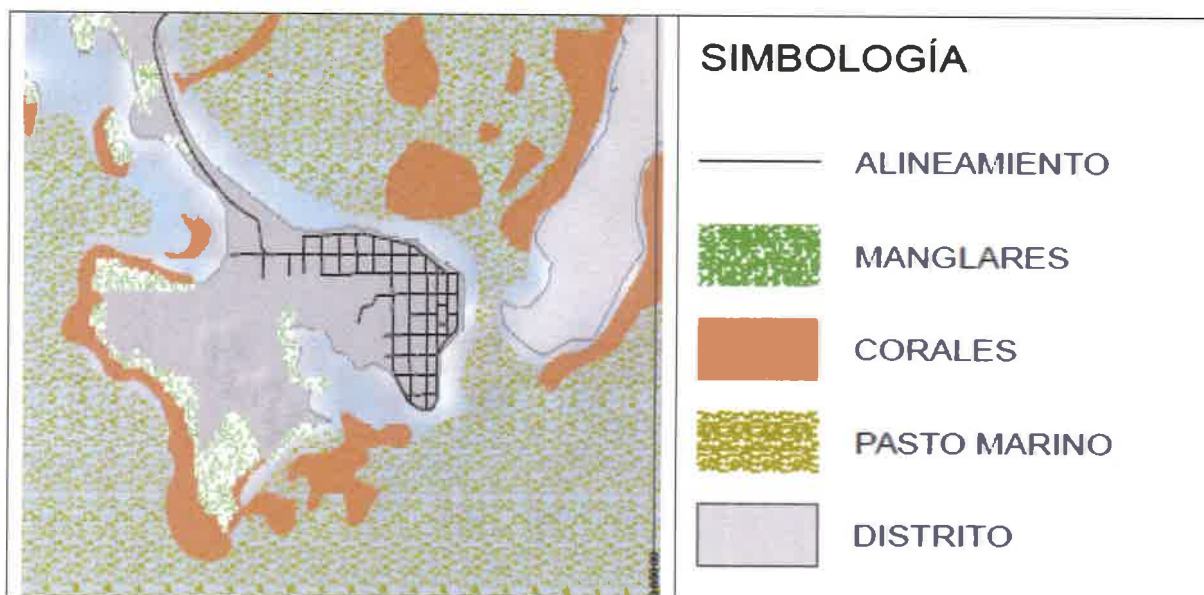 SIMBOLOGÍA
ALINEAMIENTO
MANGLARES
CORALES
PASTO MARINO
DISTRITO